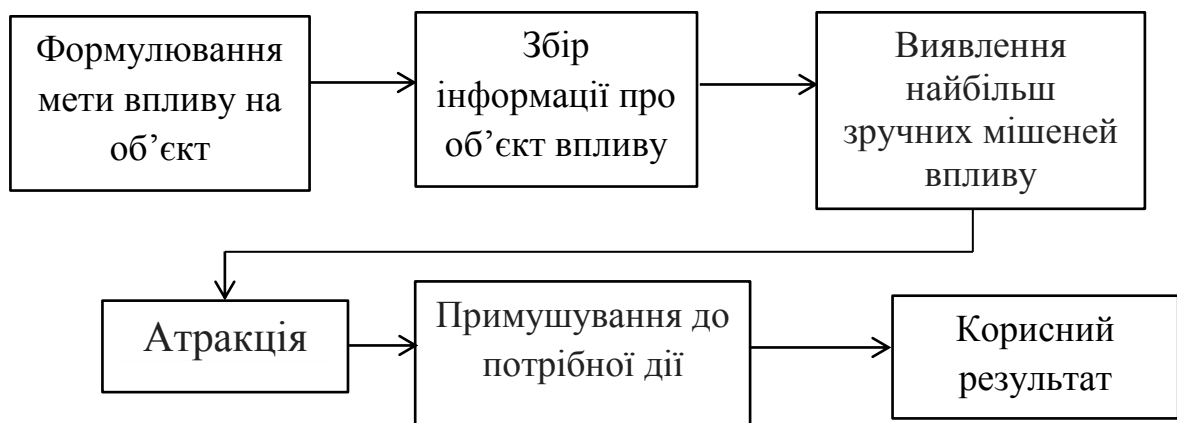 Формулювання
мети впливу на
об’єкт
Збір
інформації про
об’єкт впливу
Виявлення
найбільш
зручних мішеней
впливу
Атракція
Примушування до
потрібної дії
Корисний
результат